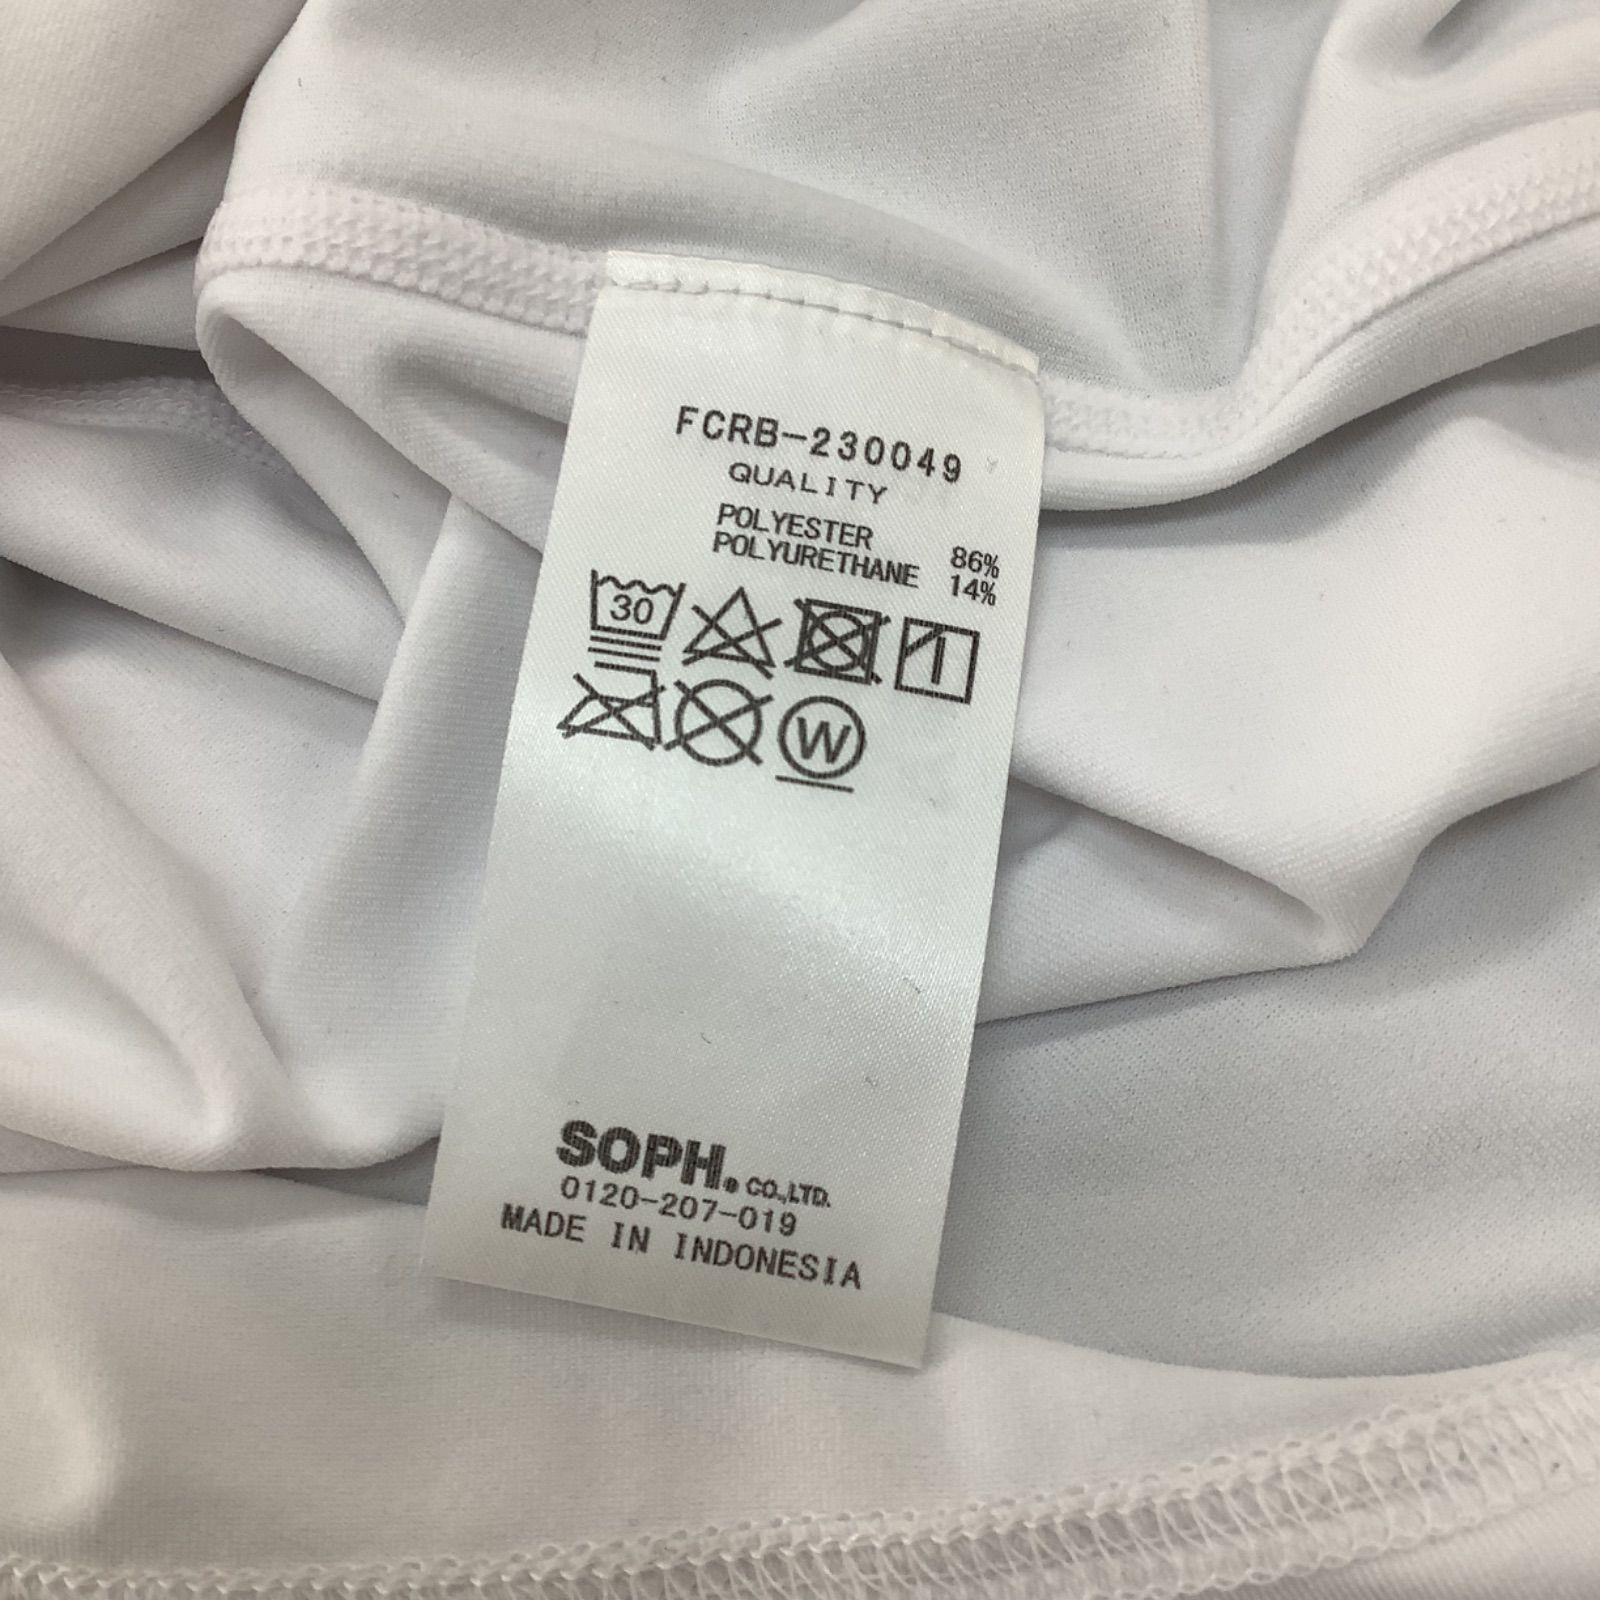 FCRB-230049
QUALITY
POLYESTER 86%
POLYURETHANE 14%
30
W
SOPH.® CO.,LTD.
0120-207-019
MADE IN INDONESIA